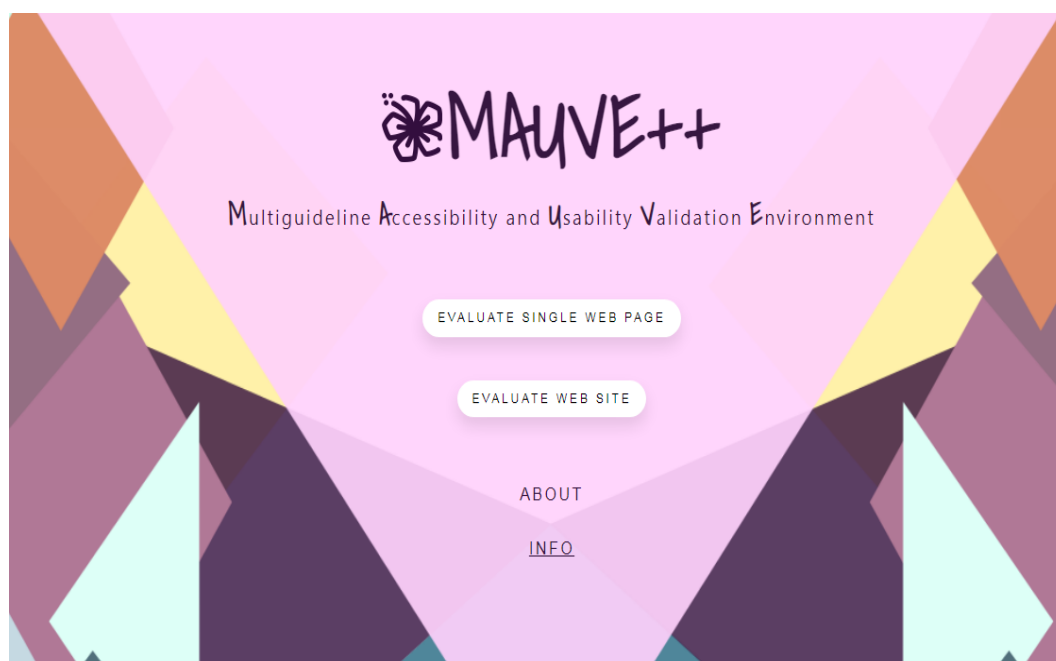 MAUVE++
Multiguideline Accessibility and Usability Validation Environment
EVALUATE SINGLE WEB PAGE
EVALUATE WEB SITE
ABOUT
INFO